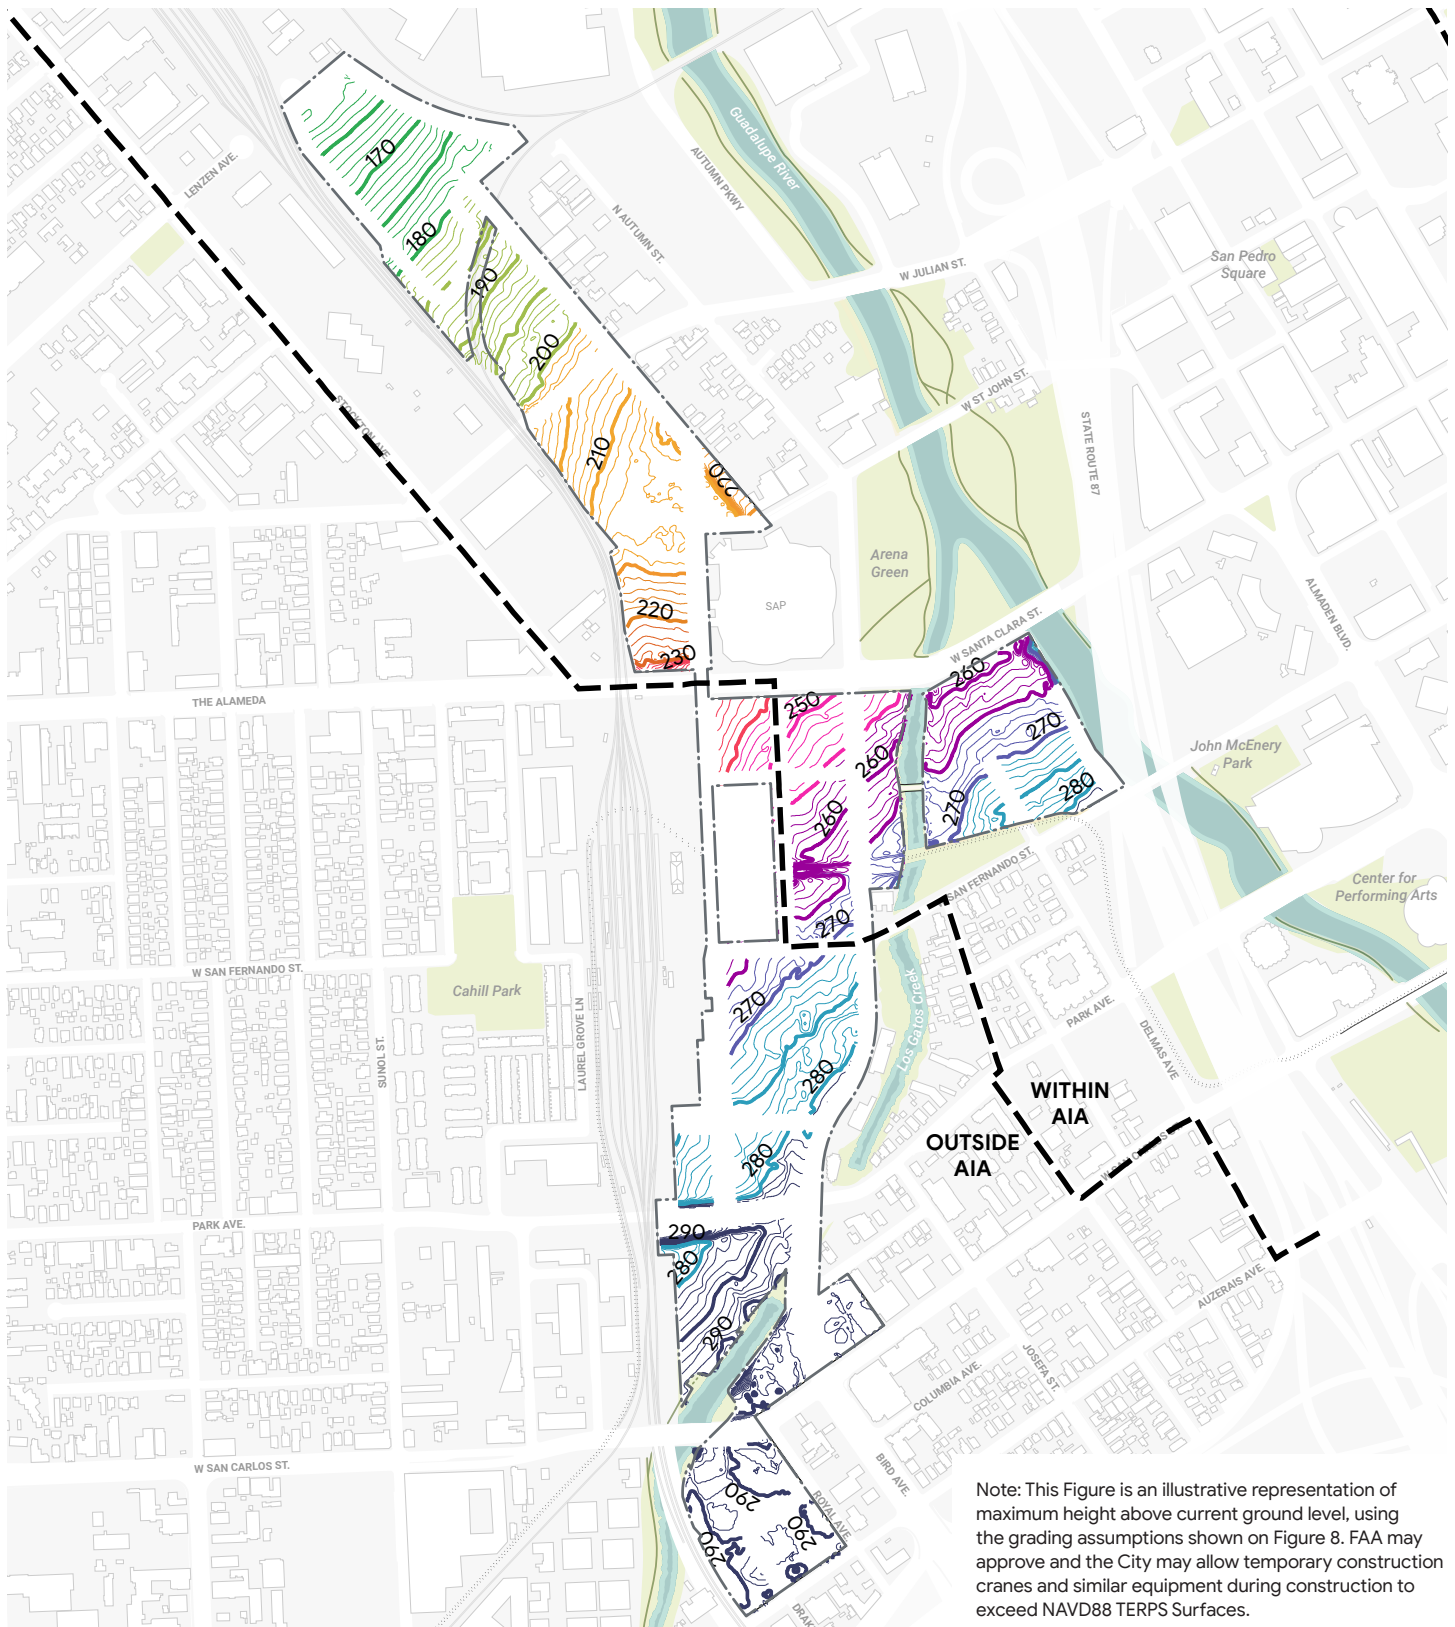 Guadalupe River
170
LENZEN AVE.
AUTUMN PKWY
N AUTUMN ST.
180
W JULIAN ST.
San Pedro
Square
190
200
W ST JOHN ST.
STOCKTON AVE.
STATE ROUTE 87
210
220
Arena
Green
SAP
220
ALMADEN BLVD.
W SANTA CLARA ST.
230
260
THE ALAMEDA
250
270
John McEnery
Park
260
280
270
260
SAN FERNANDO ST.
Center for
Performing Arts
270
W SAN FERNANDO ST.
Cahill Park
270
Los Gatos Creek
PARK AVE.
LAUREL GROVE LN
SUNOL ST.
DELMAS AVE
280
WITHIN
AIA
OUTSIDE
AIA
280
PARK AVE.
290
280
AUZERAIS AVE.
290
JOSEFA ST.
COLUMBIA AVE.
W SAN CARLOS ST.
BIRD AVE.
290
ROYAL AVE.
290
290
DRAK
Note: This Figure is an illustrative representation of
maximum height above current ground level, using
the grading assumptions shown on Figure 8. FAA may
approve and the City may allow temporary construction
cranes and similar equipment during construction to
exceed NAVD88 TERPS Surfaces.